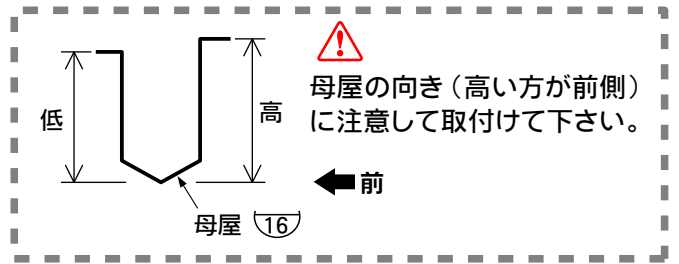 母屋の向き（高い方が前側）
に注意して取付けて下さい。
低
高
前
母屋 16